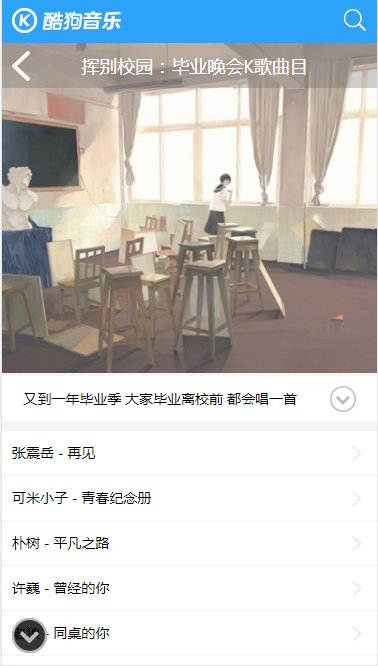 酷狗音乐
挥别校园：毕业晚会K歌曲目
又到一年毕业季 大家毕业离校前 都会唱一首
张震岳 - 再见
可米小子 - 青春纪念册
朴树 - 平凡之路
许巍 - 曾经的你
- 同桌的你